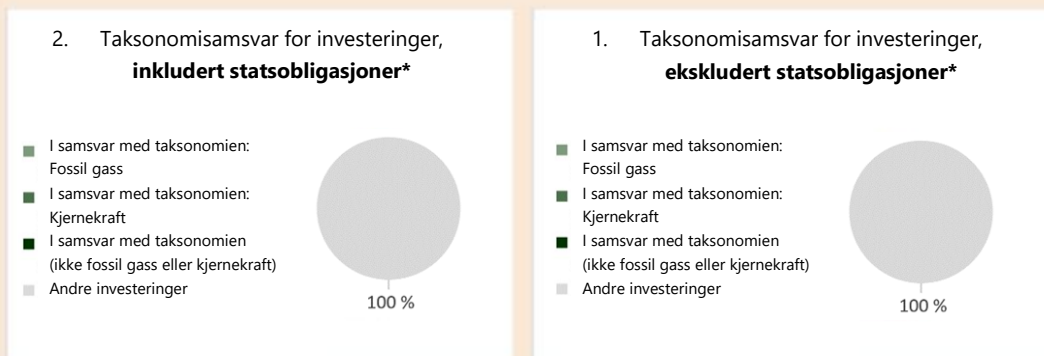 2. Taksonomisamsvar for investeringer,
inkludert statsobligasjoner*
I samsvar med taksonomien:
Fossil gass
I samsvar med taksonomien:
Kjernekraft
I samsvar med taksonomien
(ikke fossil gass eller kjernekraft)
Andre investeringer
100 %
1. Taksonomisamsvar for investeringer,
ekskludert statsobligasjoner*
I samsvar med taksonomien:
Fossil gass
I samsvar med taksonomien:
Kjernekraft
I samsvar med taksonomien
(ikke fossil gass eller kjernekraft)
Andre investeringer
100 %